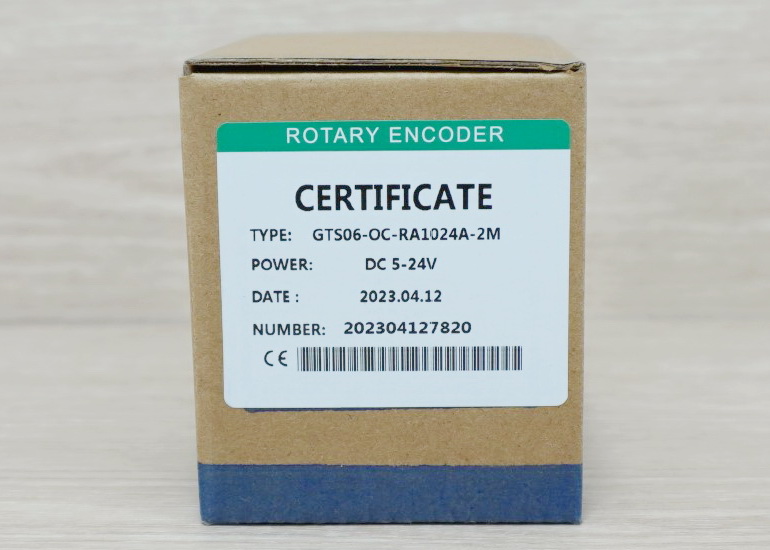 ROTARY ENCODER
CERTIFICATE
TYPE: GTS06-OC-RA1024A-2M
POWER: DC 5-24V
DATE : 2023.04.12
NUMBER: 202304127820
CE